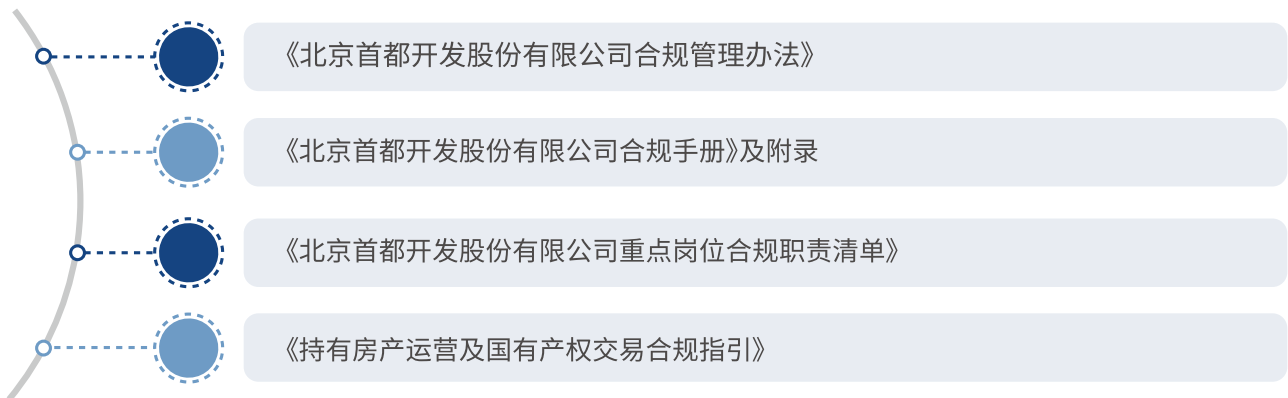 《北京首都开发股份有限公司合规管理办法》
《北京首都开发股份有限公司合规手册》及附录
《北京首都开发股份有限公司重点岗位合规职责清单》
《持有房产运营及国有产权交易合规指引》